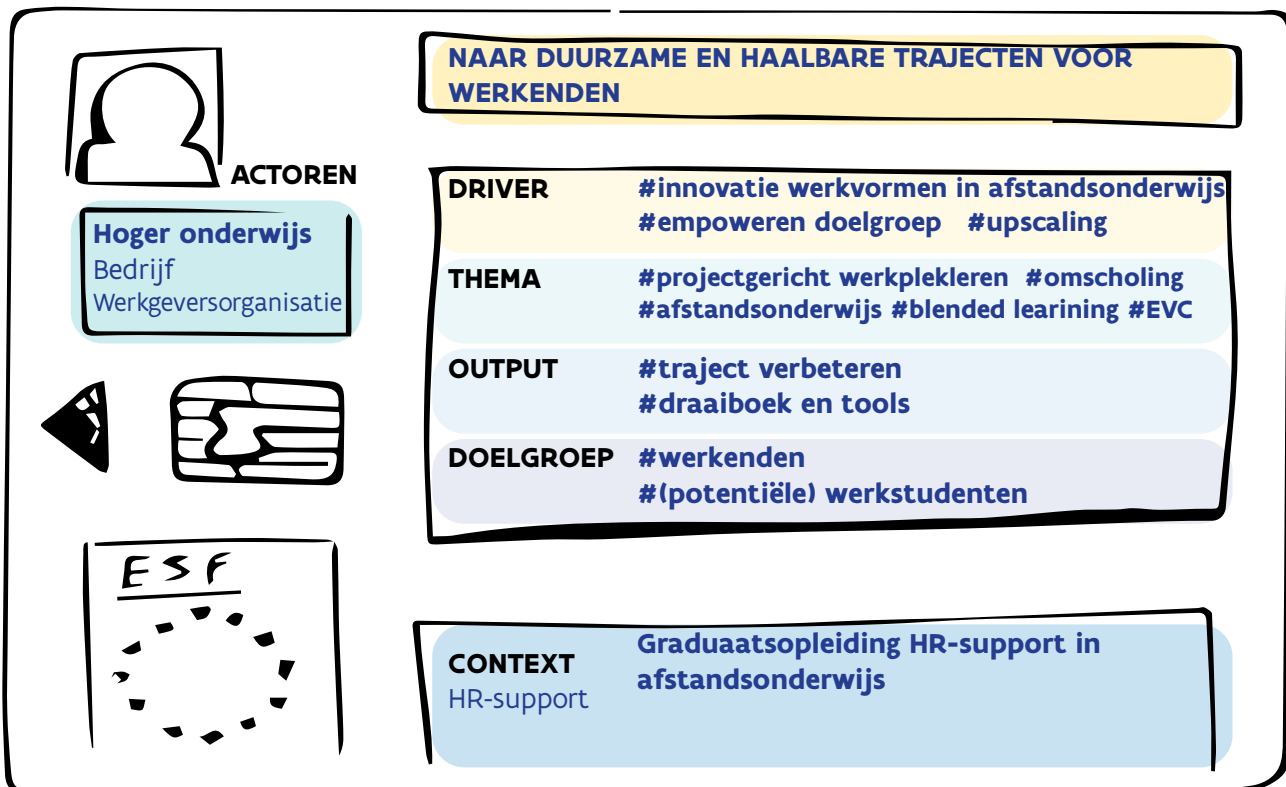 NAAR DUURZAME EN HAALBARE TRAJECTEN VOOR
WERKENDEN
ACTOREN
Hoger onderwijs
Bedrijf
Werkgeversorganisatie
DRIVER #innovatie werkvormen in afstandsonderwijs
#empoweren doelgroep #upscaling
THEMA #projectgericht werkplekleren #omscholing
#afstandsonderwijs #blended learining #EVC
OUTPUT #traject verbeteren
#draaiboek en tools
DOELGROEP #werkenden
#(potentiële) werkstudenten
ESF
CONTEXT
HR-support
Graduaatsopleiding HR-support in
afstandsonderwijs